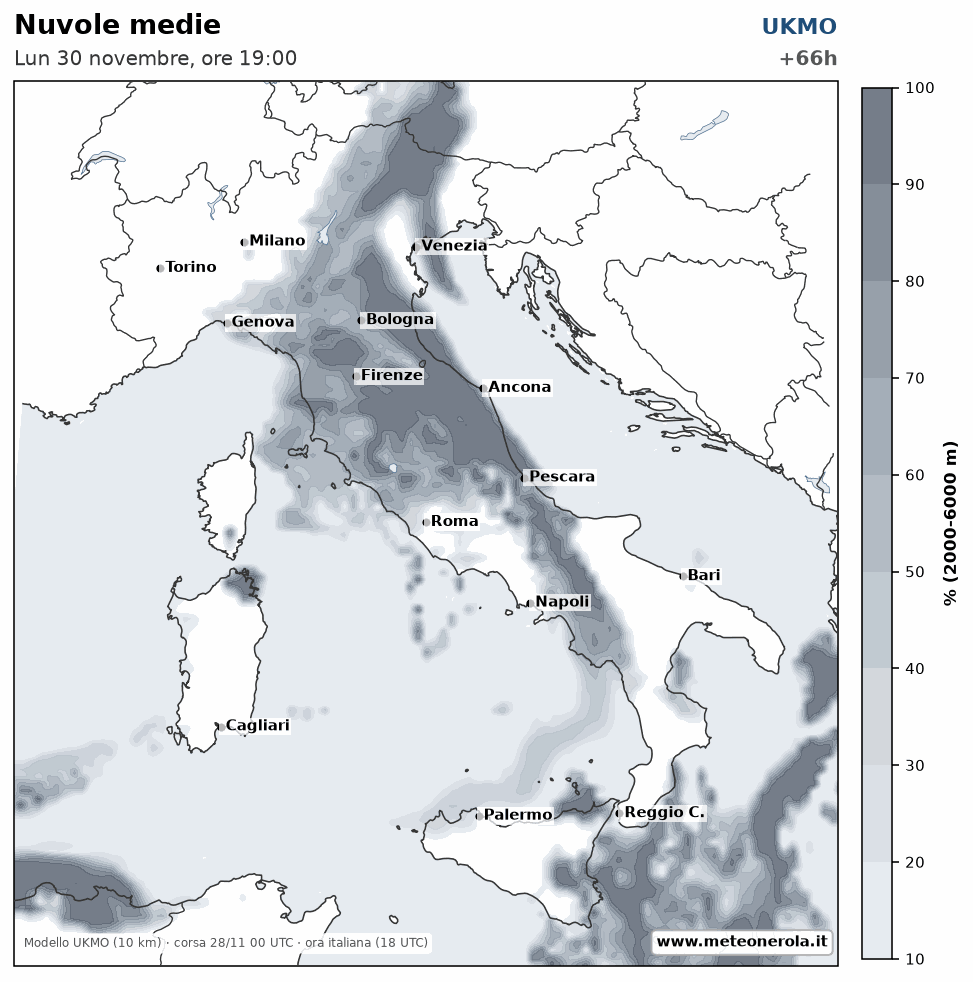 Nuvole medie
UKMO
Lun 30 novembre, ore 19:00
+66h
100
90
80
70
60
50
40
30
20
10
% (2000-6000 m)
Milano
Venezia
Torino
Genova
Bologna
Firenze
Ancona
Pescara
Roma
Bari
Napoli
Cagliari
Palermo
Reggio C.
Modello UKMO (10 km) · corsa 28/11 00 UTC · ora italiana (18 UTC)
www.meteonerola.it